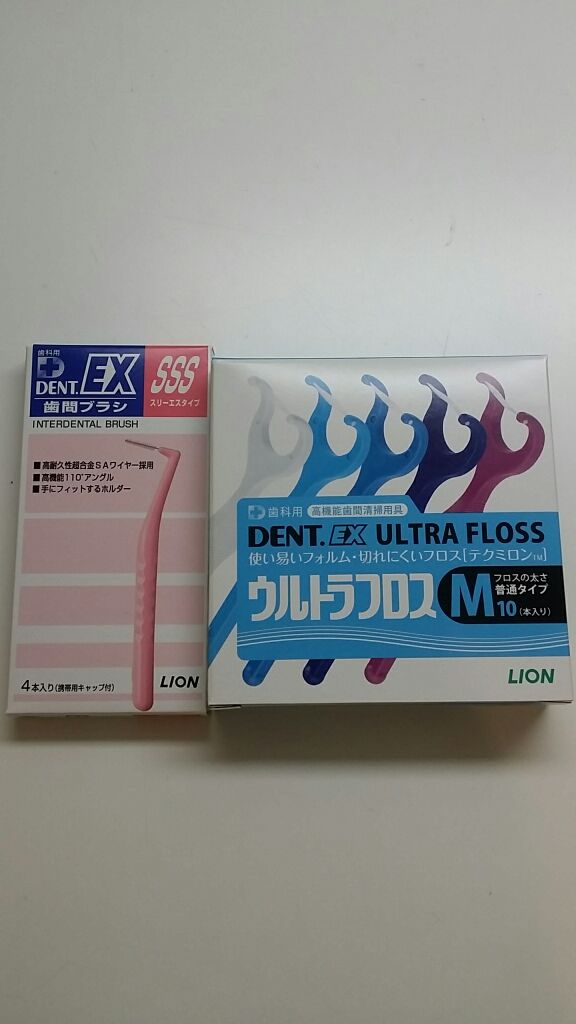 歯科用
DENT.EX
歯間ブラシ
SSS
スリーエスタイプ
INTERDENTAL BRUSH
■高耐久性超合金SAワイヤー採用
■高機能110°アングル
■手にフィットするホルダー
4本入り(携帯用キャップ付)
LION
歯科用 高機能歯間清掃用具
DENT.EX ULTRA FLOSS
使い易いフォルム・切れにくいフロス[テクミロン™]
ウルトラフロス
M
フロスの太さ
普通タイプ
10(本入り)
LION